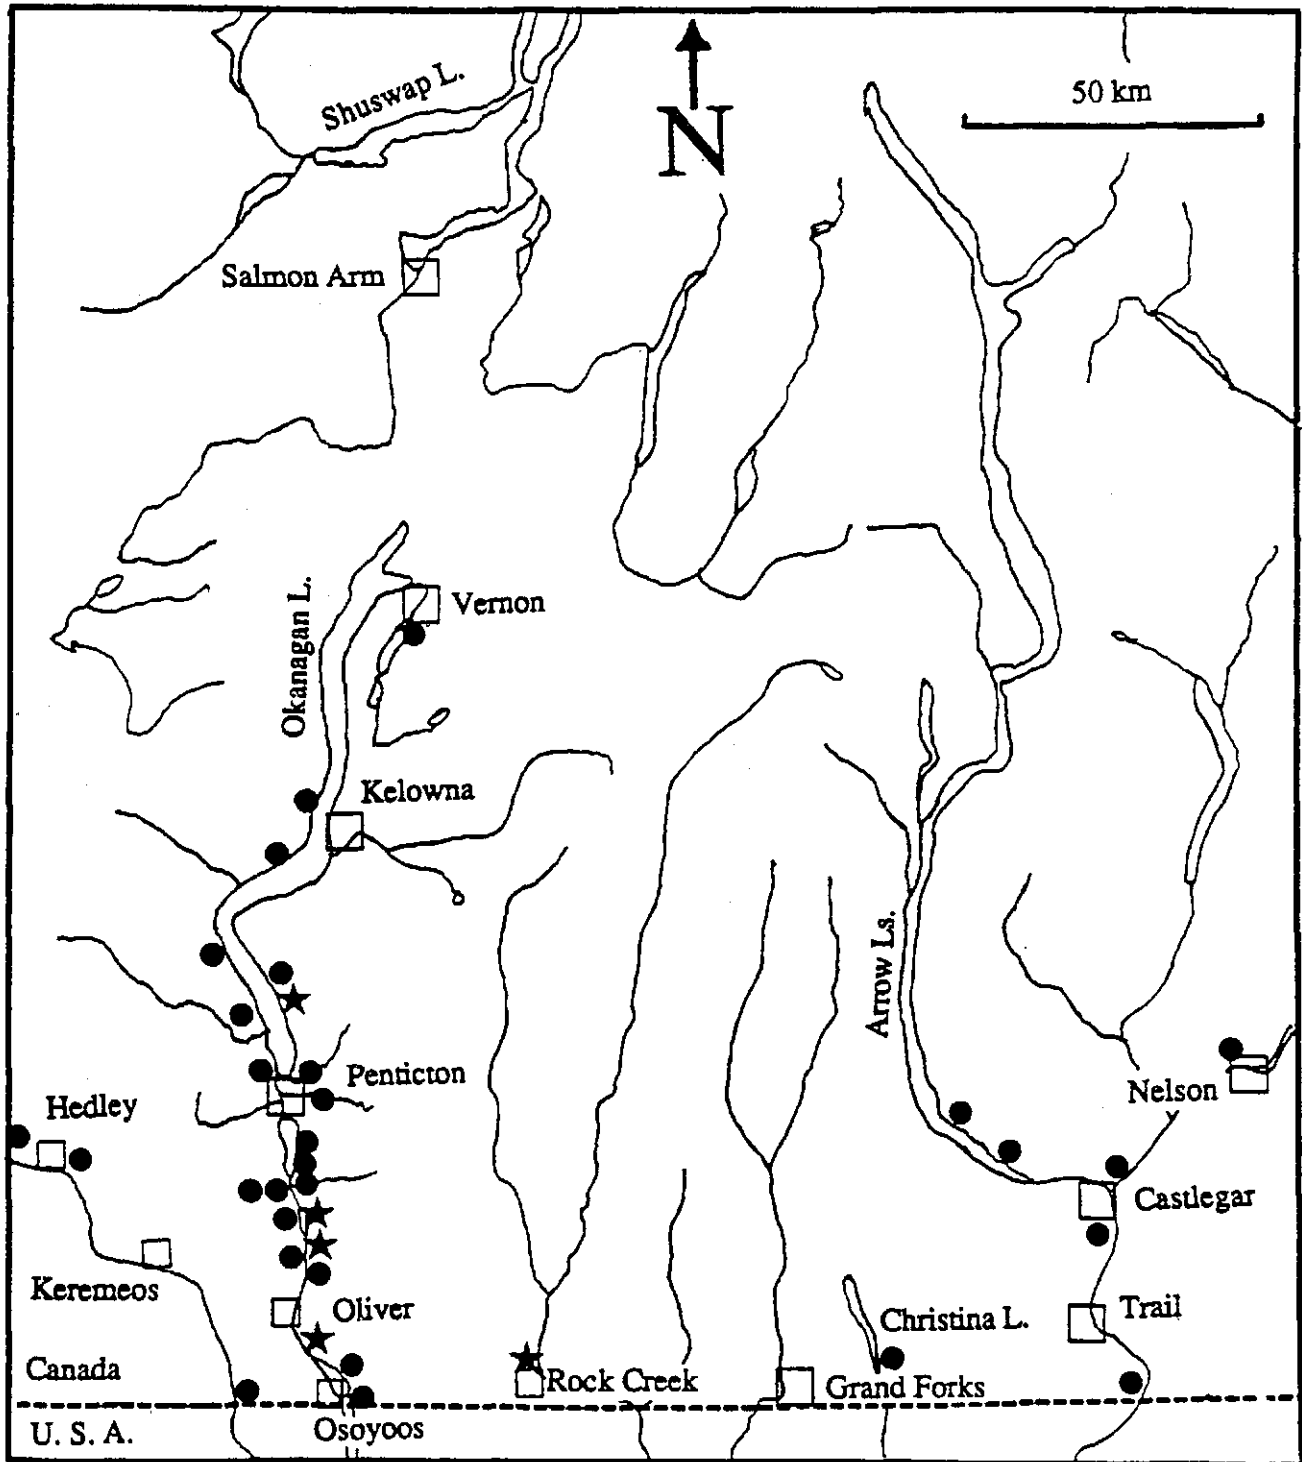 Shuswap L.
N
50 km
Salmon Arm
Okanagan L.
Vernon
Kelowna
Arrow Ls.
Penticton
Hedley
Nelson
Castlegar
Keremeos
Oliver
Christina L.
Trail
Canada
Rock Creek
Grand Forks
U. S. A.
Osoyoos